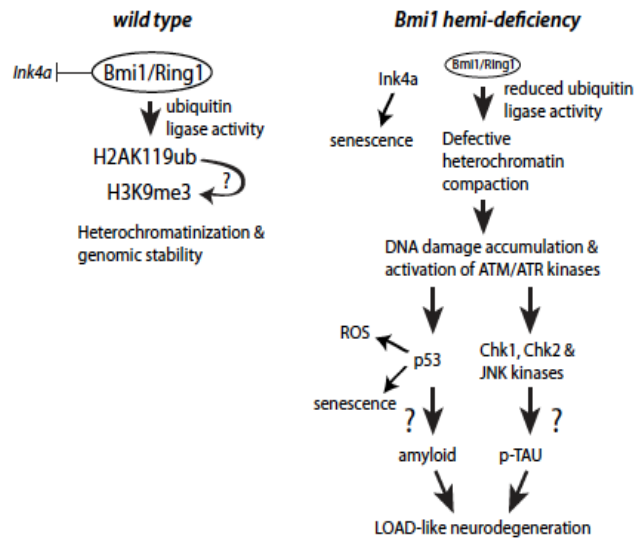 wild type
Ink4a
Bmi1/Ring1
ubiquitin
ligase activity
H2AK119ub
?
H3K9me3
Heterochromatinization &
genomic stability
Bmi1 hemi-deficiency
Bmi1/Ring1
Ink4a
reduced ubiquitin
ligase activity
senescence
Defective
heterochromatin
compaction
DNA damage accumulation &
activation of ATM/ATR kinases
ROS
p53
Chk1, Chk2 &
JNK kinases
senescence
?
?
amyloid
p-TAU
LOAD-like neurodegeneration